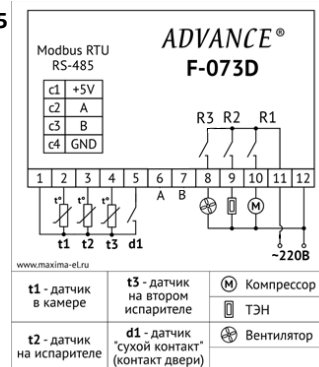 5
ADVANCE®
F-073D
Modbus RTU
RS-485
c1 +5V
c2 A
c3 B
c4 GND
R3 R2 R1
1 2 3 4 5 6 7 8 9 10 11 12
A B
t° t° t°
M
t1 t2 t3 d1
~220В
www.maxima-el.ru
t1 - датчик
в камере
t3 - датчик
на втором
испарителе
M Компрессор
ТЭН
t2 - датчик
на испарителе
d1 - датчик
"сухой контакт"
(контакт двери)
Вентилятор